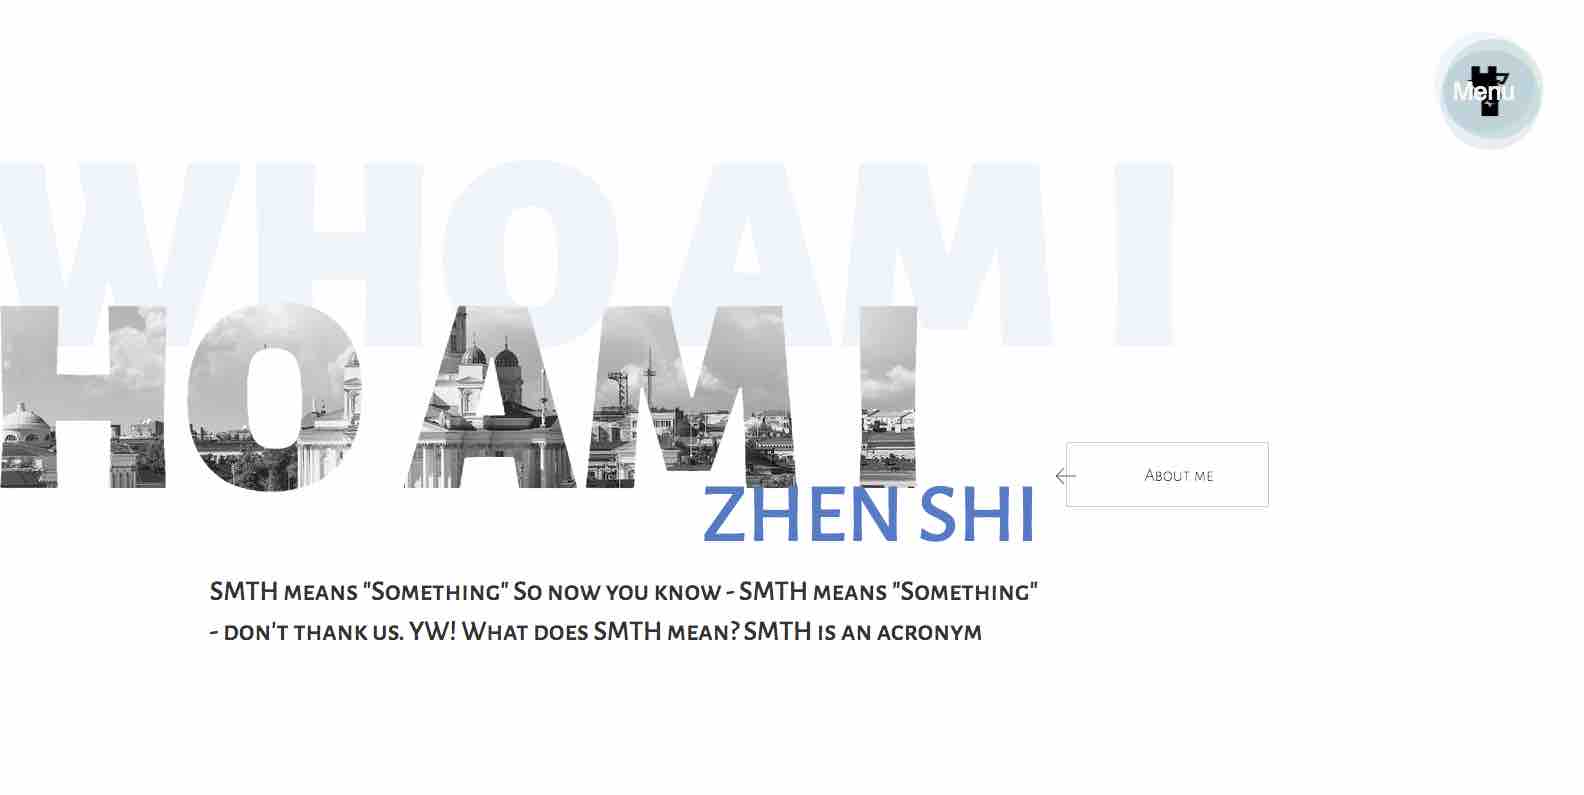 Menu
WHO AM I
HO AM I
ZHEN SHI
About me
SMTH means "Something" So now you know - SMTH means "Something"
- don't thank us. YW! What does SMTH mean? SMTH is an acronym